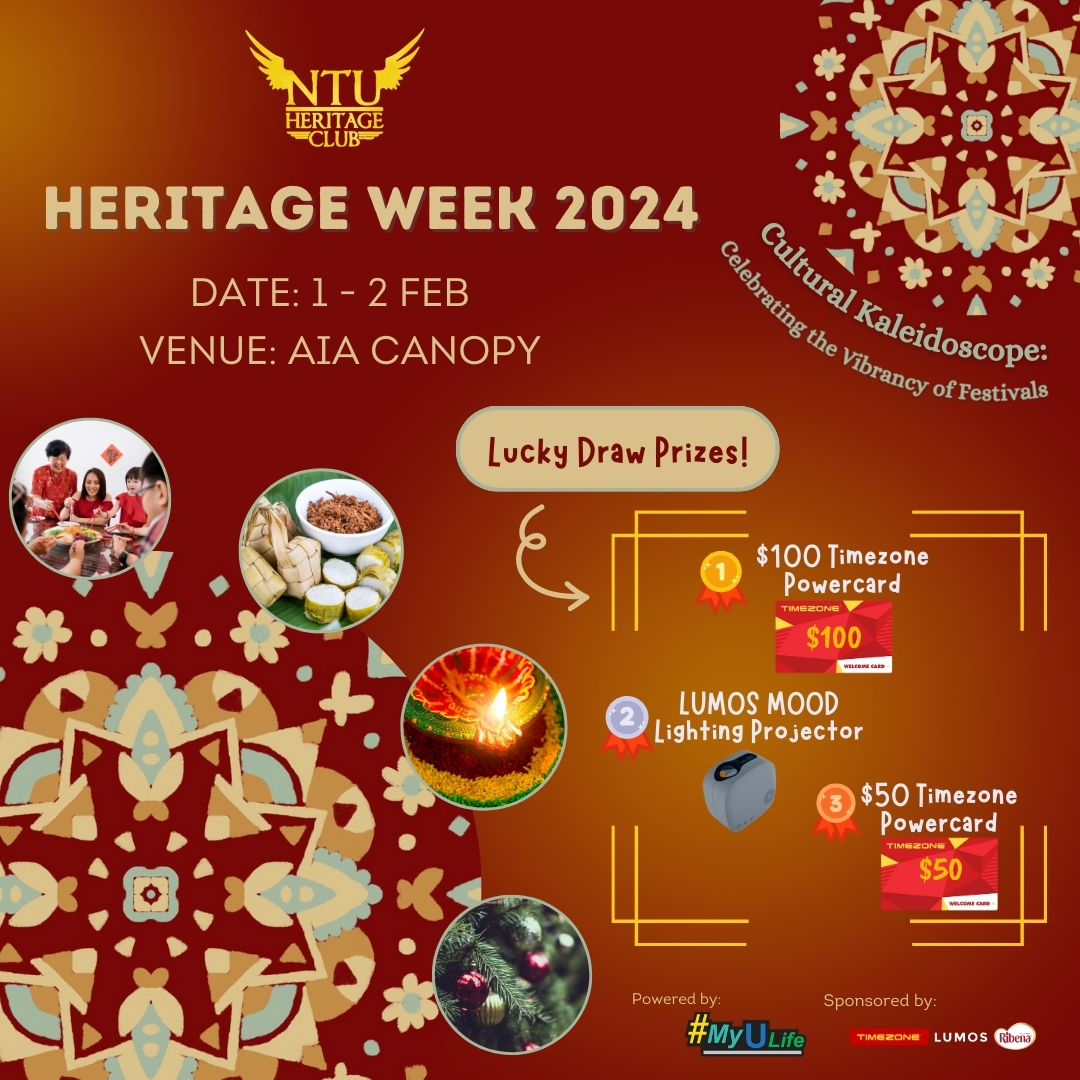 NTU
HERITAGE
CLUB
HERITAGE WEEK 2024
DATE: 1 - 2 FEB
VENUE: AIA CANOPY
Cultural Kaleidoscope:
Celebrating the Vibrancy of Festivals
Lucky Draw Prizes!
1
$100 Timezone
Powercard
TIMEZONE
$100
WELCOME CARD
2
LUMOS MOOD
Lighting Projector
3
$50 Timezone
Powercard
TIMEZONE
$50
WELCOME CARD
Powered by:
#MyULife
Sponsored by:
TIMEZONE LUMOS Ribena